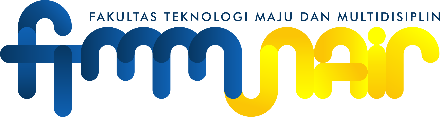 FAKULTAS TEKNOLOGI MAJU DAN MULTIDISIPLIN
ftmm unair